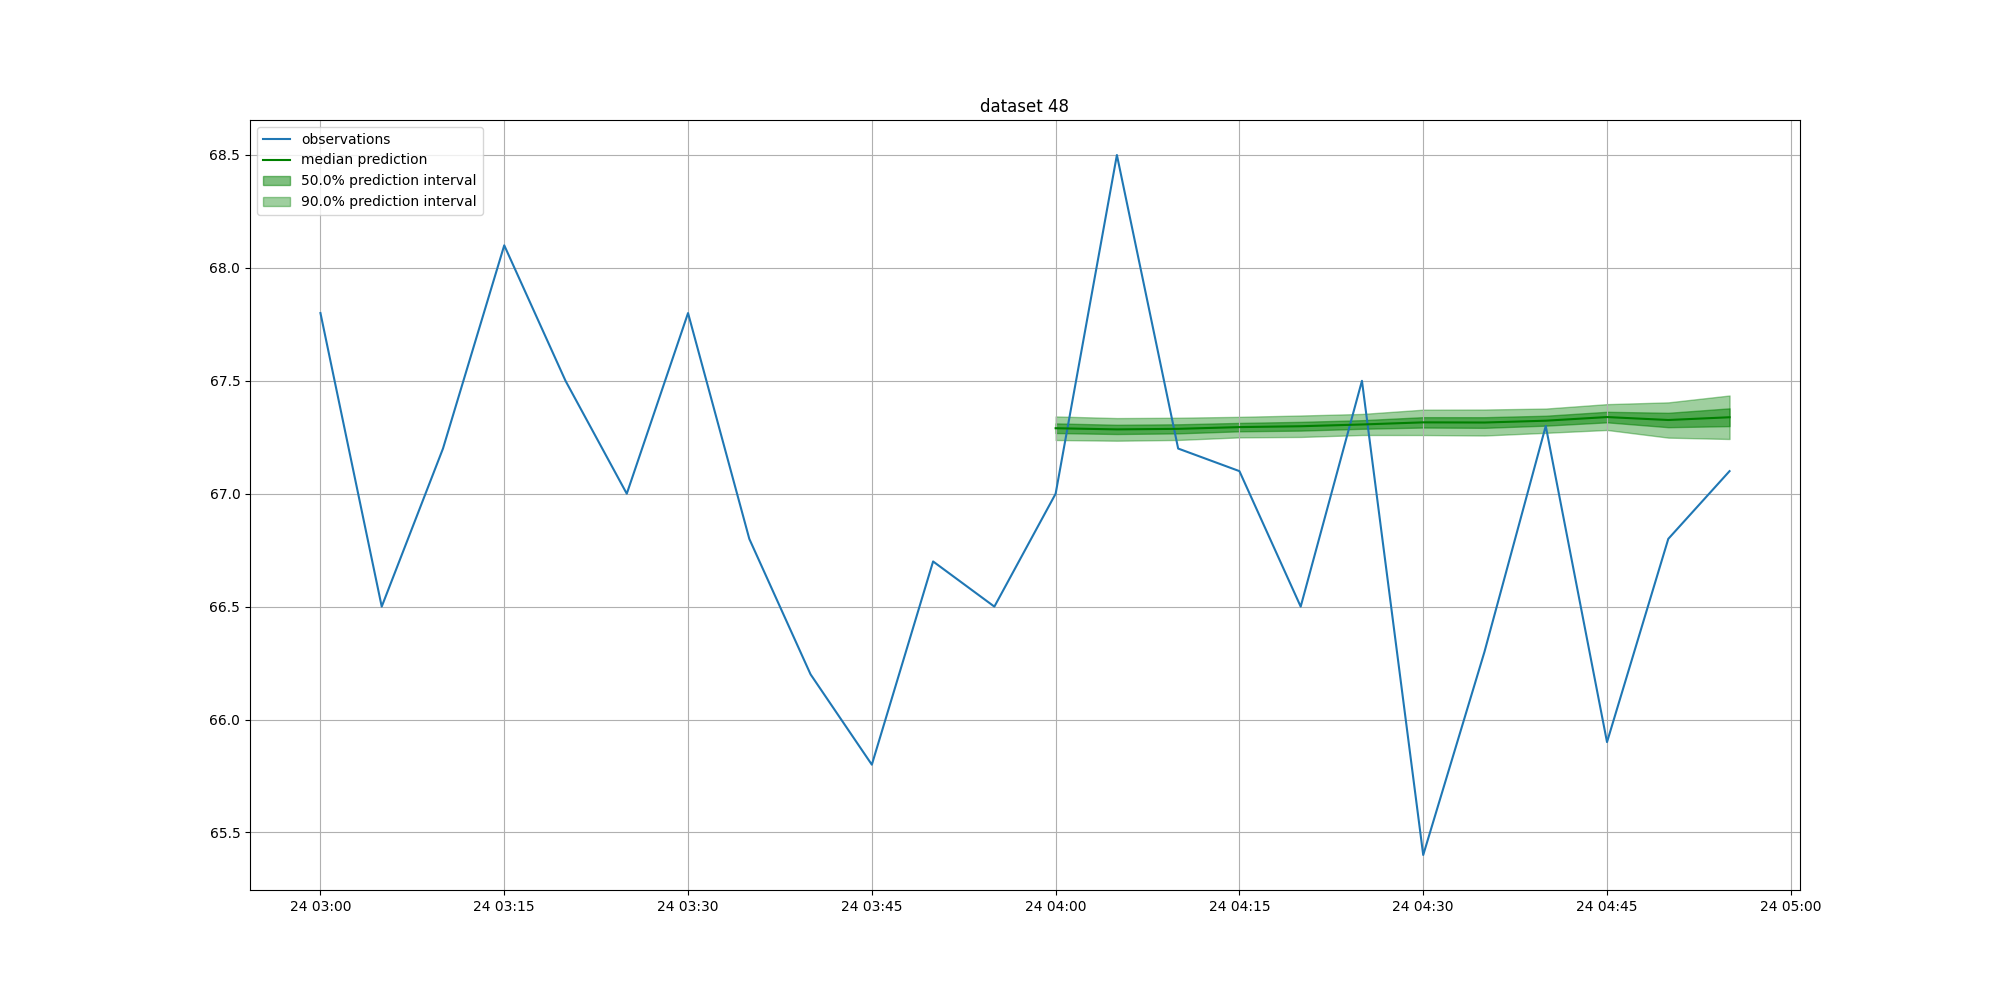 dataset 48
observations
median prediction
50.0% prediction interval
90.0% prediction interval
68.5
68.0
67.5
67.0
66.5
66.0
65.5
24 03:00 24 03:15 24 03:30 24 03:45 24 04:00 24 04:15 24 04:30 24 04:45 24 05:00